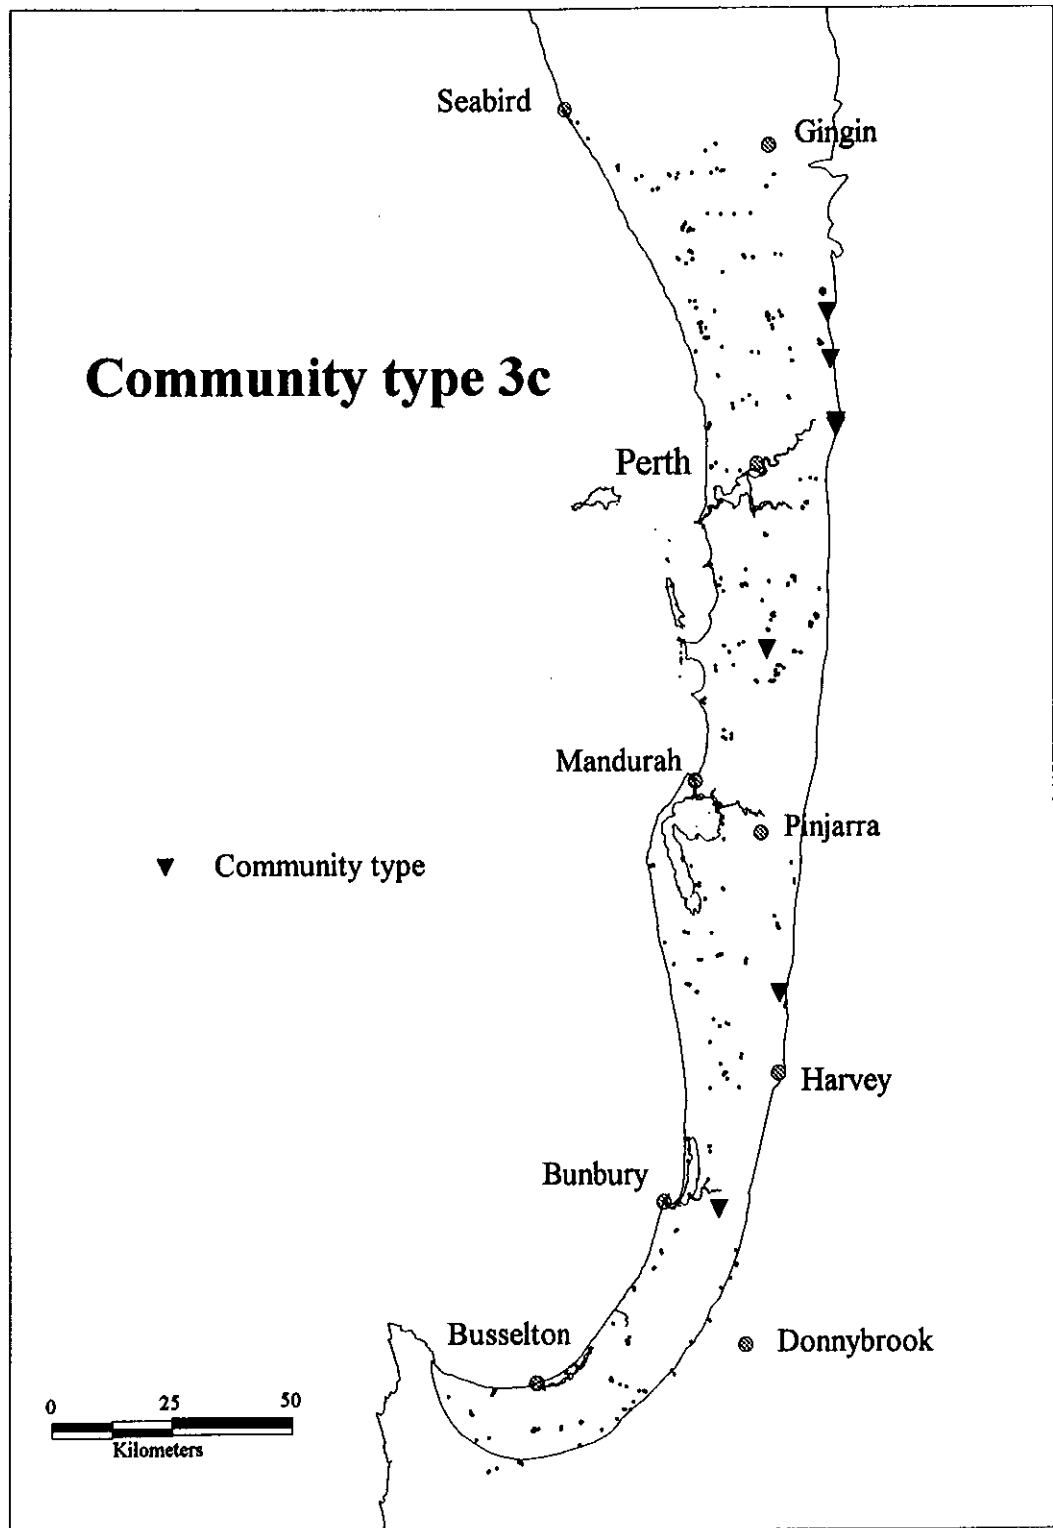 Seabird
Gingin
Community type 3c
Perth
Mandurah
Pinjarra
Community type
Harvey
Bunbury
Busselton
Donnybrook
0 25 50
Kilometers